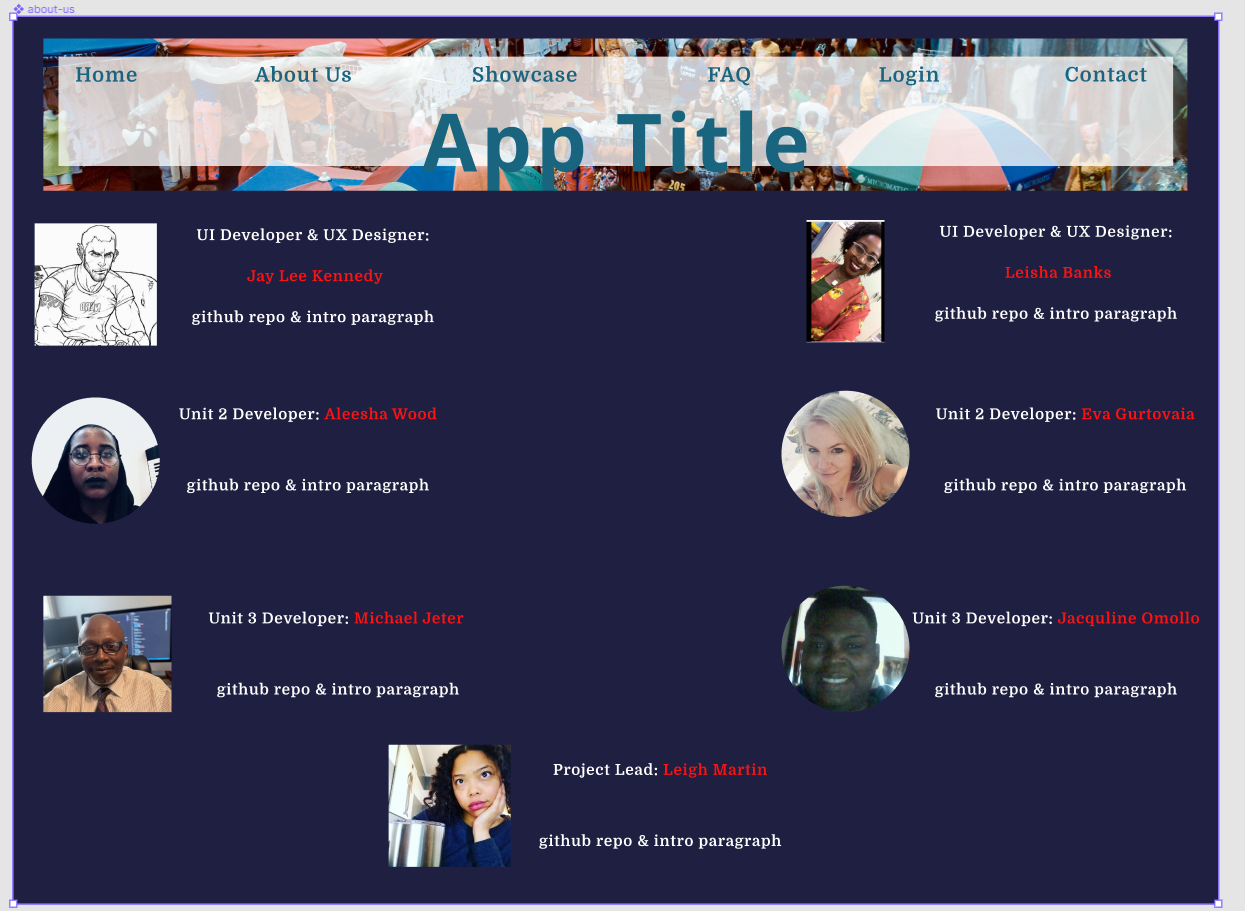 about-us
Home About Us Showcase FAQ Login Contact
App Title
205
UI Developer & UX Designer:
Jay Lee Kennedy
github repo & intro paragraph
UI Developer & UX Designer:
Leisha Banks
github repo & intro paragraph
Unit 2 Developer: Aleesha Wood
github repo & intro paragraph
Unit 2 Developer: Eva Gurtovaia
github repo & intro paragraph
Unit 3 Developer: Michael Jeter
github repo & intro paragraph
Unit 3 Developer: Jacquline Omollo
github repo & intro paragraph
Project Lead: Leigh Martin
github repo & intro paragraph